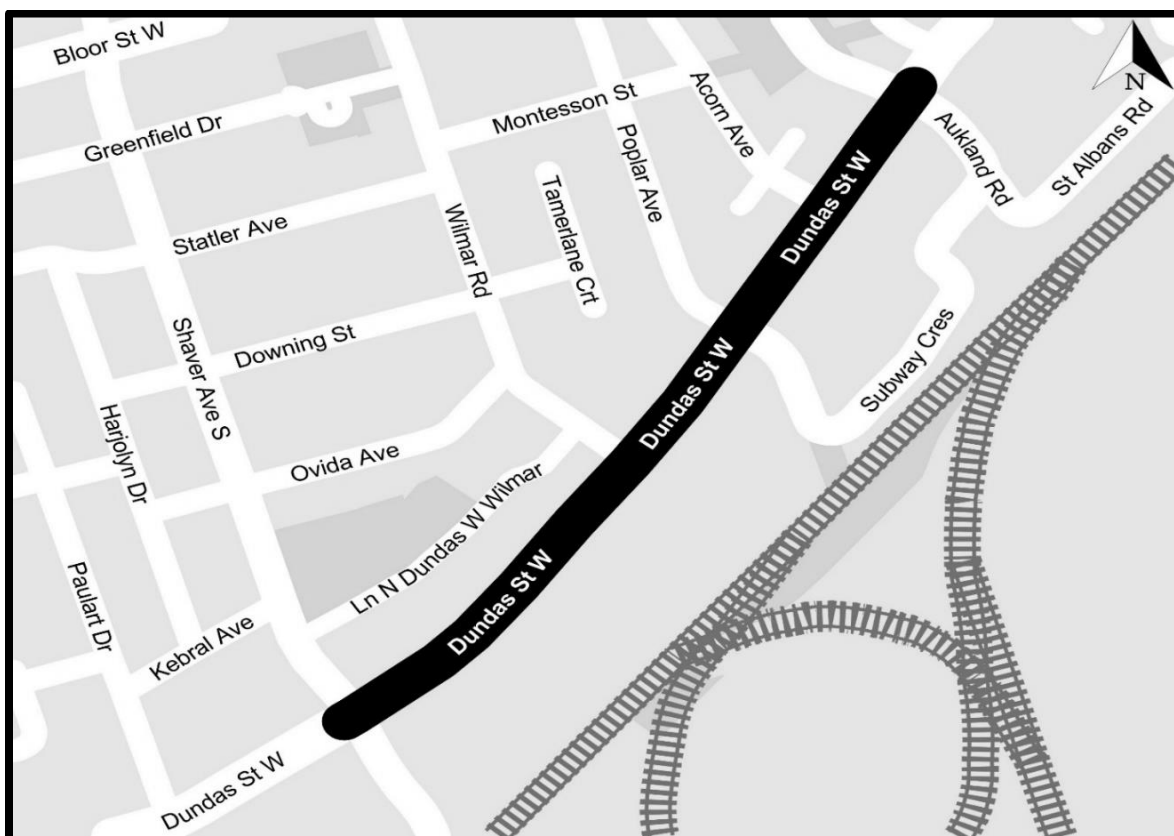 Bloor St W
N
Greenfield Dr
Montesson St
Acorn Ave
Aukland Rd
St Albans Rd
Poplar Ave
Dundas St W
Statler Ave
Wilmar Rd
Tamerlane Crt
Shaver Ave S
Downing St
Subway Cres
Dundas St W
Harjolyn Dr
Ovida Ave
Ln N Dundas W Wilmar
Dundas St W
Paulart Dr
Kebral Ave
Dundas St W